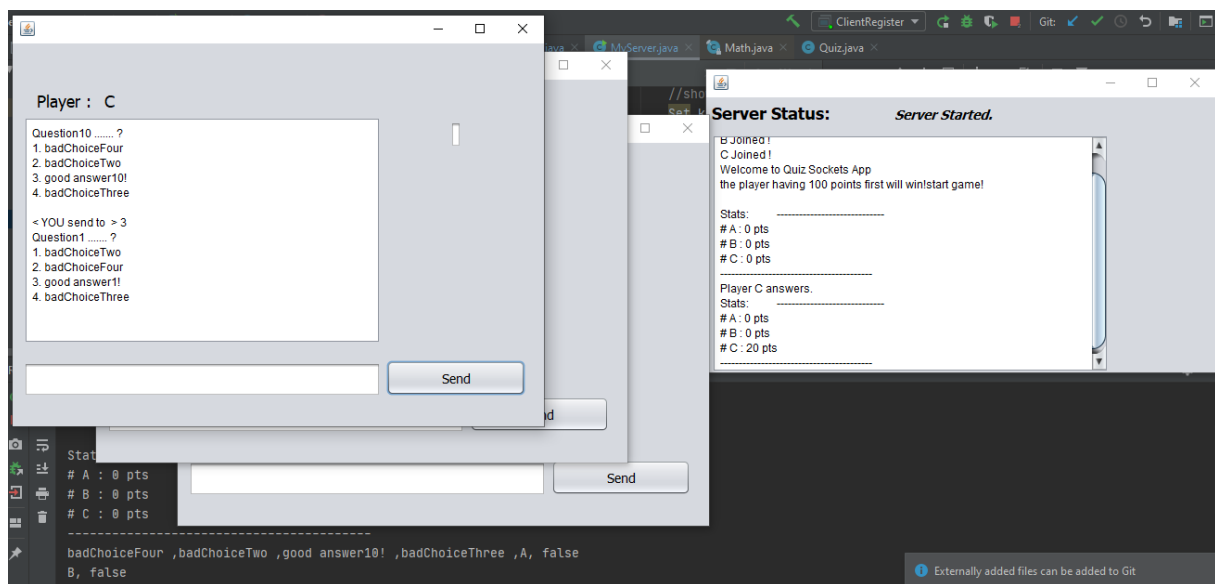 ClientRegister
Git:
.java
MyServer.java
Math.java
Quiz.java
//sho
Set k
Player : C
Question10 ....... ?
1. badChoiceFour
2. badChoiceTwo
3. good answer10!
4. badChoiceThree
< YOU send to > 3
Question1 ....... ?
1. badChoiceTwo
2. badChoiceFour
3. good answer1!
4. badChoiceThree
Send
Server Status: Server Started.
B Joined !
C Joined !
Welcome to Quiz Sockets App
the player having 100 points first will win!start game!
Stats: -----------------------------
# A : 0 pts
# B : 0 pts
# C : 0 pts
-----------------------------------------
Player C answers.
Stats: -----------------------------
# A : 0 pts
# B : 0 pts
# C : 20 pts
-----------------------------------------
nd
Send
Stat
# A : 0 pts
# B : 0 pts
# C : 0 pts
----------------------------------------
badChoiceFour ,badChoiceTwo ,good answer10! ,badChoiceThree ,A, false
B, false
Externally added files can be added to Git